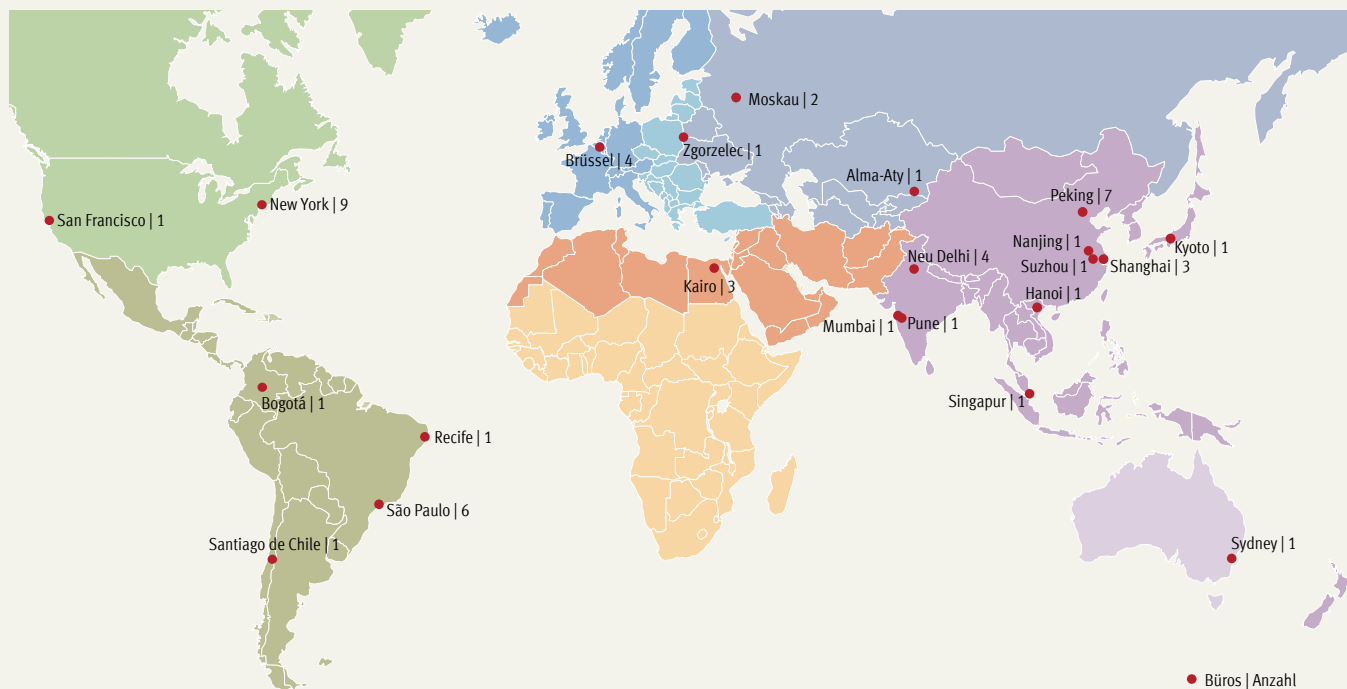 Moskau | 2
Zgorzelec | 1
Brüssel | 4
Alma-Aty | 1
Peking | 7
New York | 9
San Francisco | 1
Nanjing | 1
Kyoto | 1
Neu Delhi | 4
Suzhou | 1
Shanghai | 3
Kairo | 3
Hanoi | 1
Mumbai | 1
Pune | 1
Singapur | 1
Bogotá | 1
Recife | 1
São Paulo | 6
Santiago de Chile | 1
Sydney | 1
Büros | Anzahl